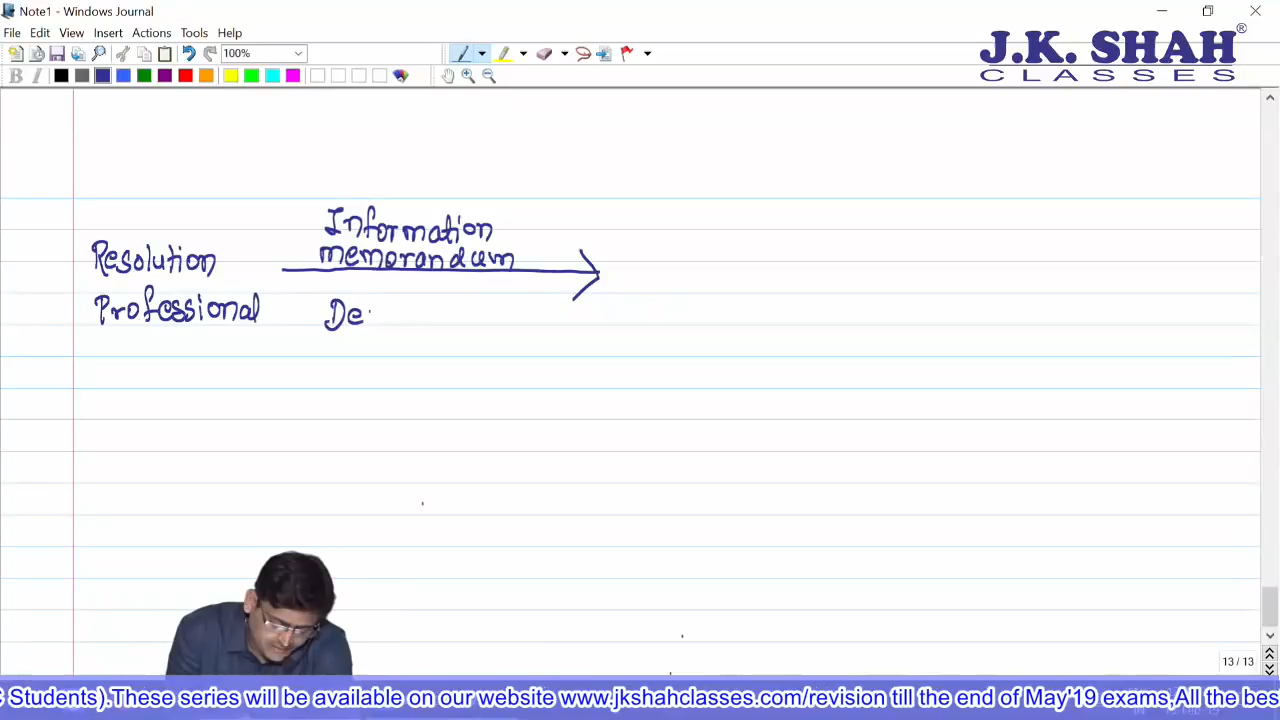 Note1 - Windows Journal
File Edit View Insert Actions Tools Help
100%
B I
J.K. SHAH®
CLASSES
Information
memorandum
Resolution
Professional
De
13 / 13
C Students).These series will be available on our website www.jkshahclasses.com/revision till the end of May'19 exams,All the bes